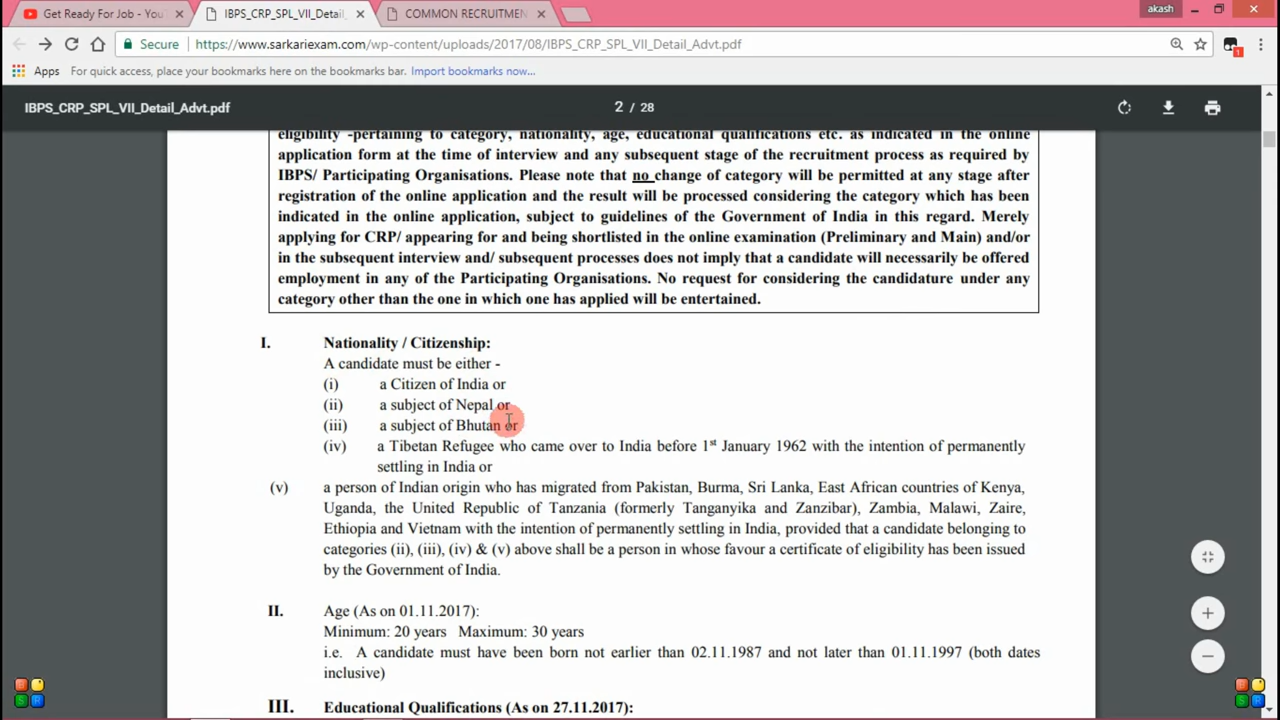 Get Ready For Job - You
IBPS_CRP_SPL_VII_Detail_
COMMON RECRUITMEN
akash
Secure
https://www.sarkariexam.com/wp-content/uploads/2017/08/IBPS_CRP_SPL_VII_Detail_Advt.pdf
1
Apps For quick access, place your bookmarks here on the bookmarks bar. Import bookmarks now...
IBPS_CRP_SPL_VII_Detail_Advt.pdf
2 / 28
eligibility -pertaining to category, nationality, age, educational qualifications etc. as indicated in the online
application form at the time of interview and any subsequent stage of the recruitment process as required by
IBPS/ Participating Organisations. Please note that no change of category will be permitted at any stage after
registration of the online application and the result will be processed considering the category which has been
indicated in the online application, subject to guidelines of the Government of India in this regard. Merely
applying for CRP/ appearing for and being shortlisted in the online examination (Preliminary and Main) and/or
in the subsequent interview and/ subsequent processes does not imply that a candidate will necessarily be offered
employment in any of the Participating Organisations. No request for considering the candidature under any
category other than the one in which one has applied will be entertained.
I. Nationality / Citizenship:
A candidate must be either -
(i) a Citizen of India or
(ii) a subject of Nepal or
(iii) a subject of Bhutan or
(iv) a Tibetan Refugee who came over to India before 1st January 1962 with the intention of permanently
settling in India or
(v) a person of Indian origin who has migrated from Pakistan, Burma, Sri Lanka, East African countries of Kenya,
Uganda, the United Republic of Tanzania (formerly Tanganyika and Zanzibar), Zambia, Malawi, Zaire,
Ethiopia and Vietnam with the intention of permanently settling in India, provided that a candidate belonging to
categories (ii), (iii), (iv) & (v) above shall be a person in whose favour a certificate of eligibility has been issued
by the Government of India.
II. Age (As on 01.11.2017):
Minimum: 20 years Maximum: 30 years
i.e. A candidate must have been born not earlier than 02.11.1987 and not later than 01.11.1997 (both dates
inclusive)
III. Educational Qualifications (As on 27.11.2017):